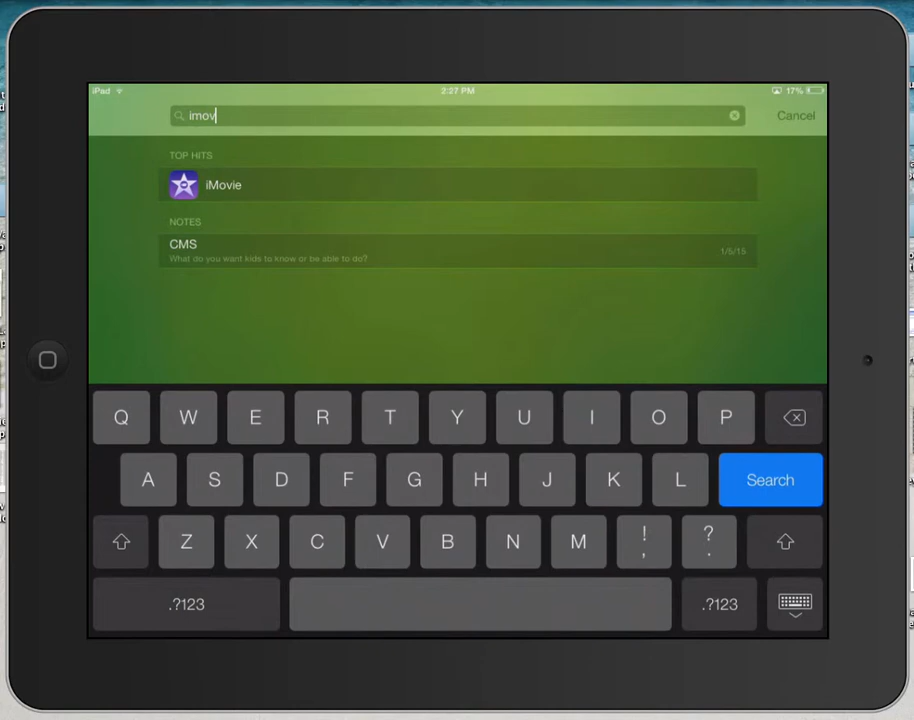 iPad 2:27 PM 17%
imov Cancel
TOP HITS
iMovie
NOTES
CMS
What do you want kids to know or be able to do? 1/5/15
Q W E R T Y U I O P
A S D F G H J K L Search
Z X C V B N M ! , ? .
.?123 .?123